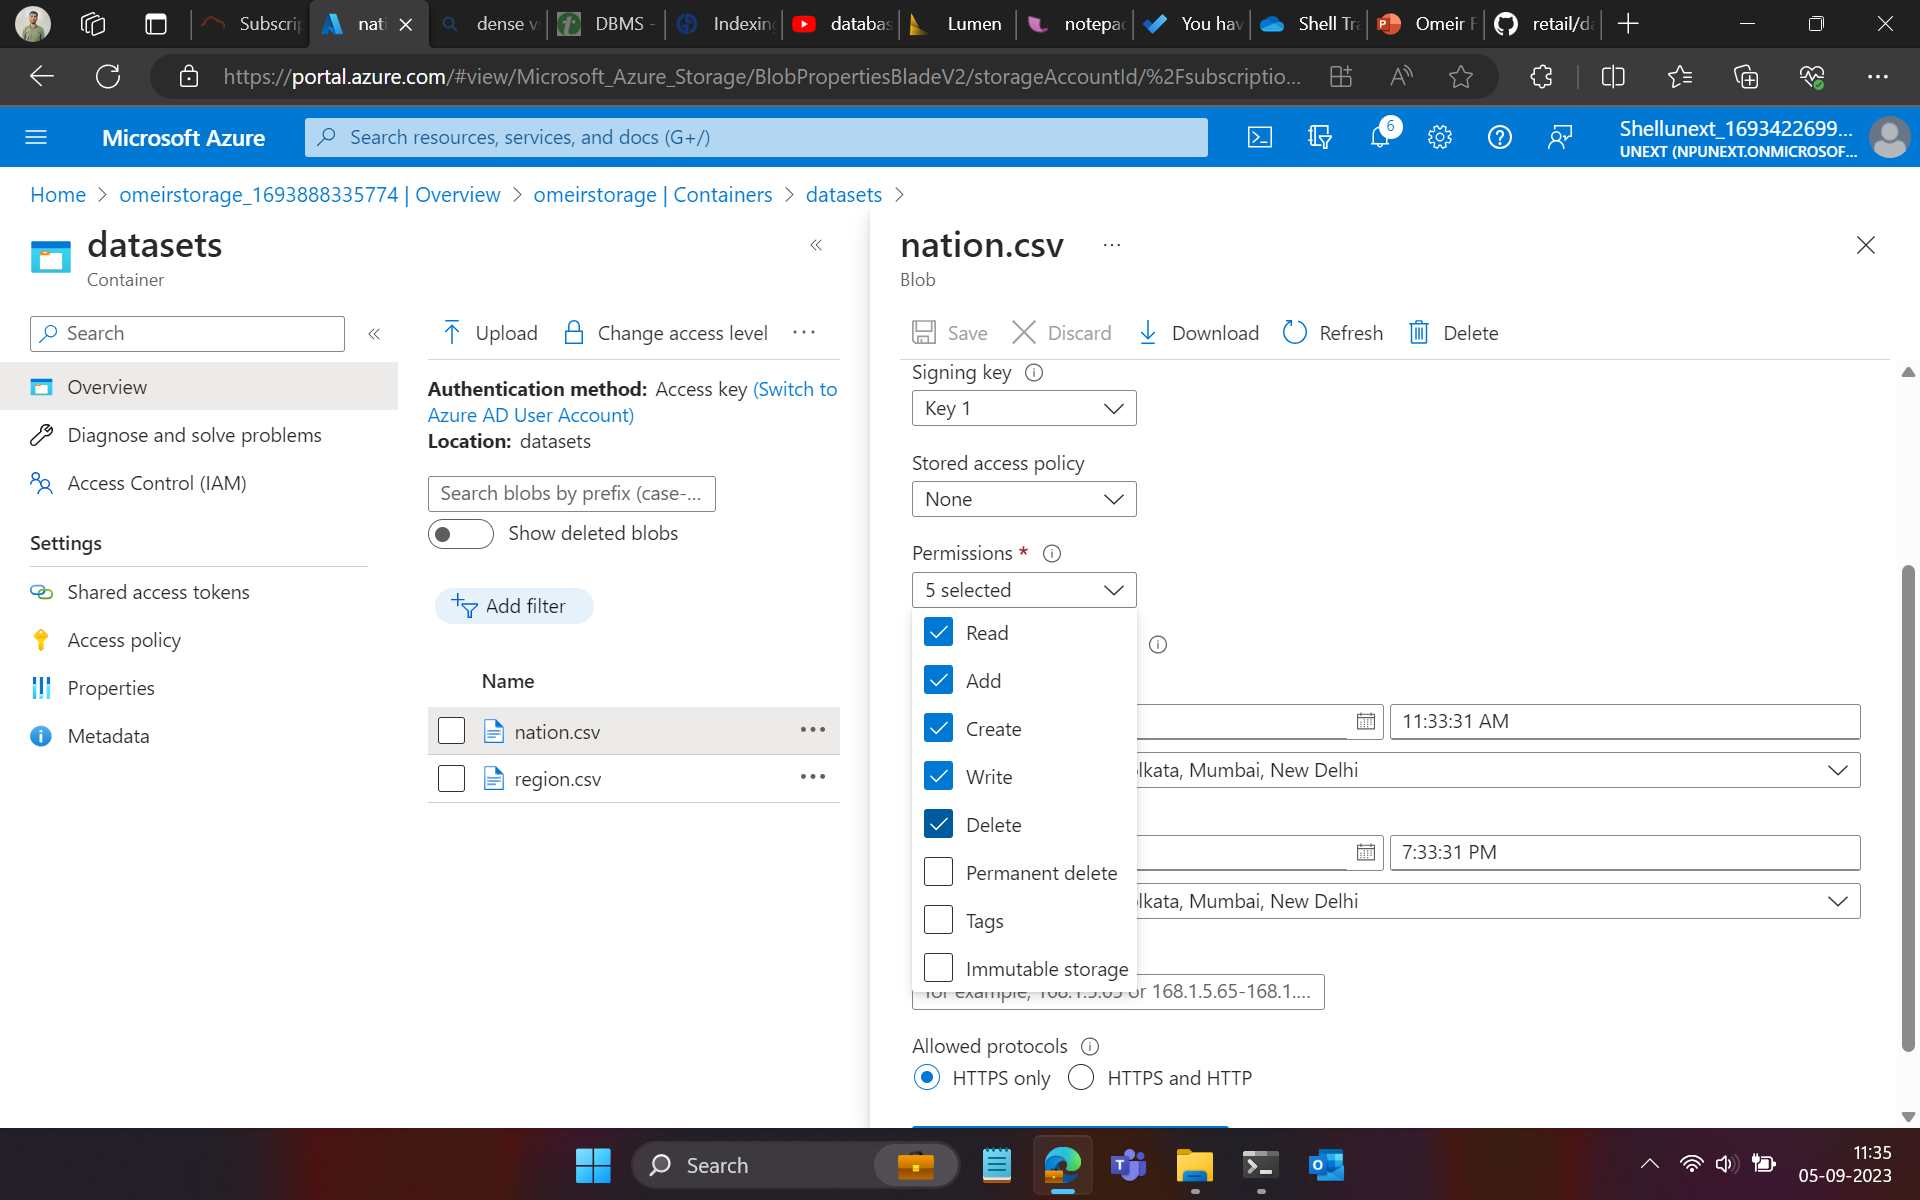 Subscrip
nati
dense v
DBMS -
Indexin
databas
Lumen
notepad
You hav
Shell Tra
Omeir F
retail/da
https://portal.azure.com/#view/Microsoft_Azure_Storage/BlobPropertiesBladeV2/storageAccountId/%2Fsubscriptio...
Microsoft Azure
Search resources, services, and docs (G+/)
6
Shellunext_1693422699...
UNEXT (NPUNEXT.ONMICROSOF...
Home > omeirstorage_1693888335774 | Overview > omeirstorage | Containers > datasets >
datasets
Container
Search
Overview
Diagnose and solve problems
Access Control (IAM)
Settings
Shared access tokens
Access policy
Properties
Metadata
Upload
Change access level
Authentication method: Access key (Switch to
Azure AD User Account)
Location: datasets
Search blobs by prefix (case-...
Show deleted blobs
Add filter
Name
nation.csv
region.csv
nation.csv
Blob
Save
Discard
Download
Refresh
Delete
Signing key
Key 1
Stored access policy
None
Permissions *
5 selected
Read
Add
Create
Write
Delete
Permanent delete
Tags
Immutable storage
11:33:31 AM
lkata, Mumbai, New Delhi
7:33:31 PM
lkata, Mumbai, New Delhi
for example, 168.1.5.65 or 168.1.5.65-168.1....
Allowed protocols
HTTPS only
HTTPS and HTTP
Search
11:35
05-09-2023